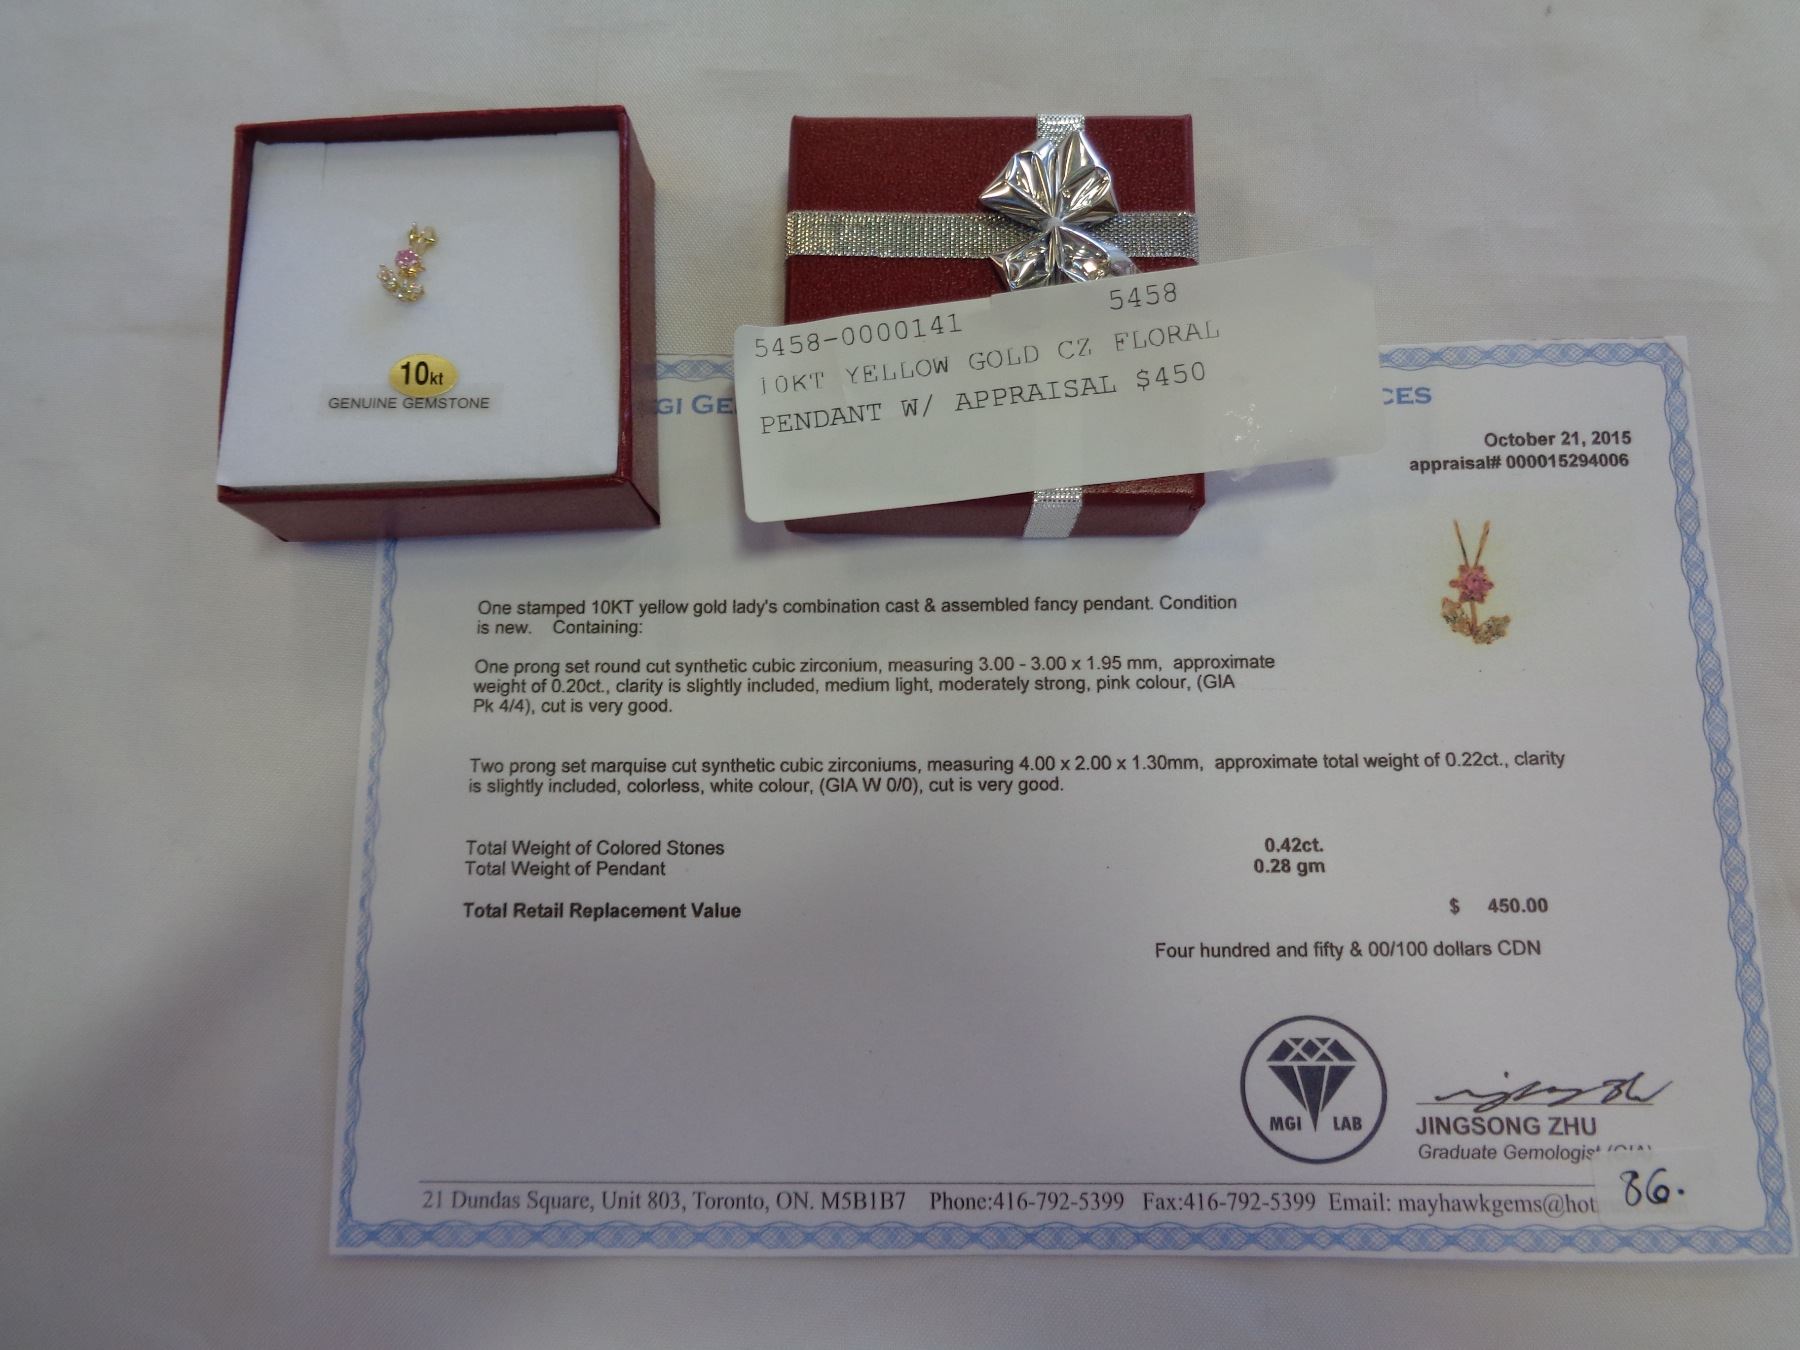 10kt
GENUINE GEMSTONE
5458-0000141 5458
10KT YELLOW GOLD CZ FLORAL
PENDANT W/ APPRAISAL $450
October 21, 2015
appraisal# 000015294006
One stamped 10KT yellow gold lady's combination cast & assembled fancy pendant. Condition
is new. Containing:
One prong set round cut synthetic cubic zirconium, measuring 3.00 - 3.00 x 1.95 mm, approximate
weight of 0.20ct., clarity is slightly included, medium light, moderately strong, pink colour, (GIA
Pk 4/4), cut is very good.
Two prong set marquise cut synthetic cubic zirconiums, measuring 4.00 x 2.00 x 1.30mm, approximate total weight of 0.22ct., clarity
is slightly included, colorless, white colour, (GIA W 0/0), cut is very good.
Total Weight of Colored Stones 0.42ct.
Total Weight of Pendant 0.28 gm
Total Retail Replacement Value $ 450.00
Four hundred and fifty & 00/100 dollars CDN
MGI LAB
JINGSONG ZHU
Graduate Gemologist (GIA)
21 Dundas Square, Unit 803, Toronto, ON. M5B1B7 Phone:416-792-5399 Fax:416-792-5399 Email: mayhawkgems@hot
86.